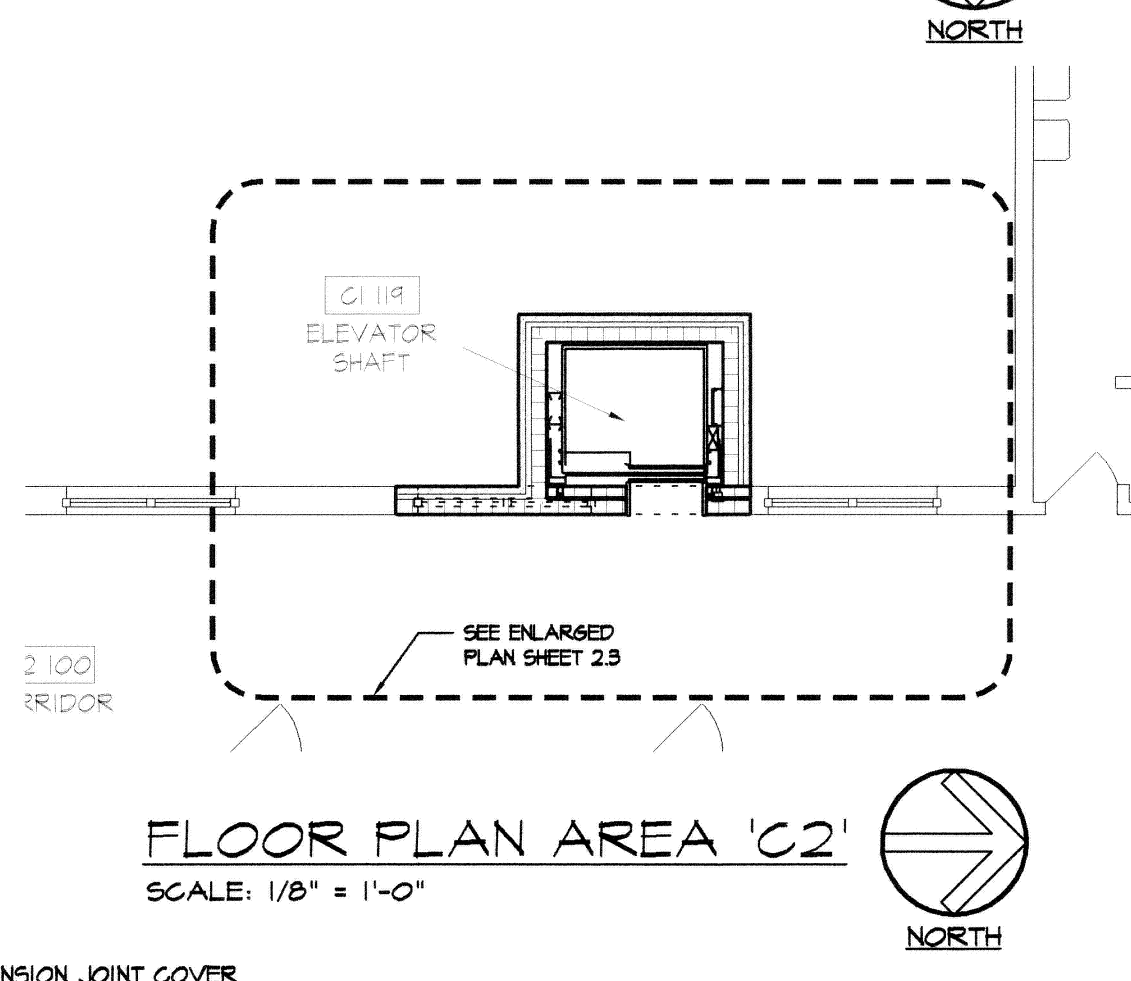 NORTH
C1 119
ELEVATOR
SHAFT
SEE ENLARGED
PLAN SHEET 2.3
2 100
RRIDOR
FLOOR PLAN AREA 'C2'
SCALE: 1/8" = 1'-0"
NORTH
NSION JOINT COVER